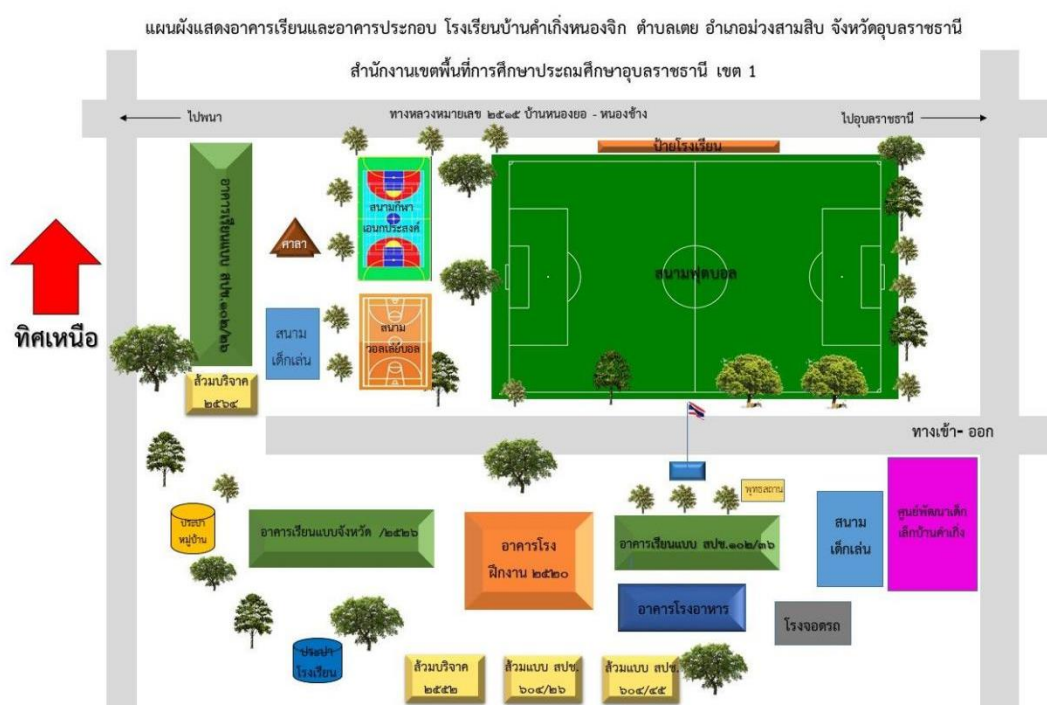 แผนผังแสดงอาคารเรียนและอาคารประกอบ โรงเรียนบ้านคำเกิ่งหนองจิก ตำบลเตย อำเภอม่วงสามสิบ จังหวัดอุบลราชธานี
สำนักงานเขตพื้นที่การศึกษาประถมศึกษาอุบลราชธานี เขต 1
ไปพนา
ทางหลวงหมายเลข ๒๕๑๕ บ้านหนองยอ - หนองช้าง
ไปอุบลราชธานี
ป้ายโรงเรียน
อาคารเรียนแบบ สปช.๑๐๒/๒๖
ศาลา
สนามกีฬา
เอนกประสงค์
สนามฟุตบอล
ทิศเหนือ
สนาม
เด็กเล่น
สนาม
วอลเล่ย์บอล
ส้วมบริจาค
๒๕๖๔
ทางเข้า- ออก
พุทธสถาน
ประปา
หมู่บ้าน
อาคารเรียนแบบจังหวัด /๒๕๒๖
อาคารโรง
ฝึกงาน ๒๕๒๐
อาคารเรียนแบบ สปช.๑๐๒/๓๖
สนาม
เด็กเล่น
ศูนย์พัฒนาเด็ก
เล็กบ้านคำเกิ่ง
อาคารโรงอาหาร
โรงจอดรถ
ประปา
โรงเรียน
ส้วมบริจาค
๒๕๕๒
ส้วมแบบ สปช.
๖๐๔/๒๖
ส้วมแบบ สปช.
๖๐๔/๔๕